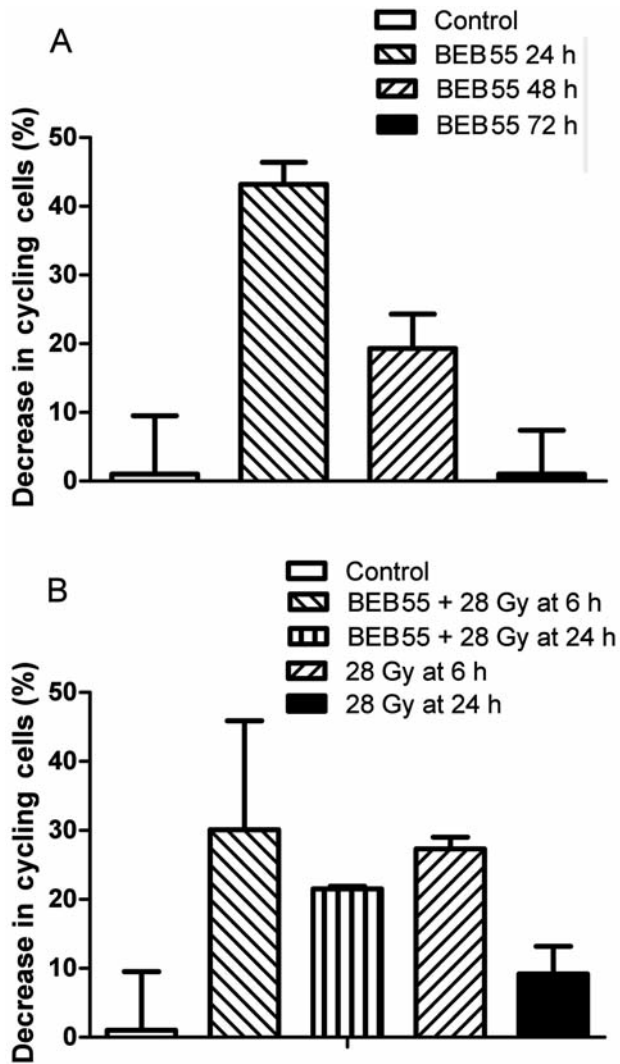 A
Control
BEB55 24 h
BEB55 48 h
BEB55 72 h
Decrease in cycling cells (%)
50
40
30
20
10
0
B
Control
BEB55 + 28 Gy at 6 h
BEB55 + 28 Gy at 24 h
28 Gy at 6 h
28 Gy at 24 h
Decrease in cycling cells (%)
50
40
30
20
10
0